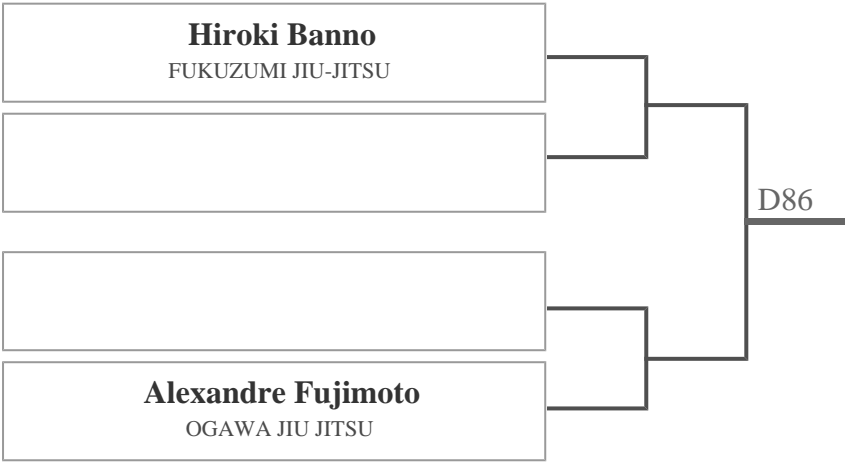 Hiroki Banno
FUKUZUMI JIU-JITSU
D86
Alexandre Fujimoto
OGAWA JIU JITSU